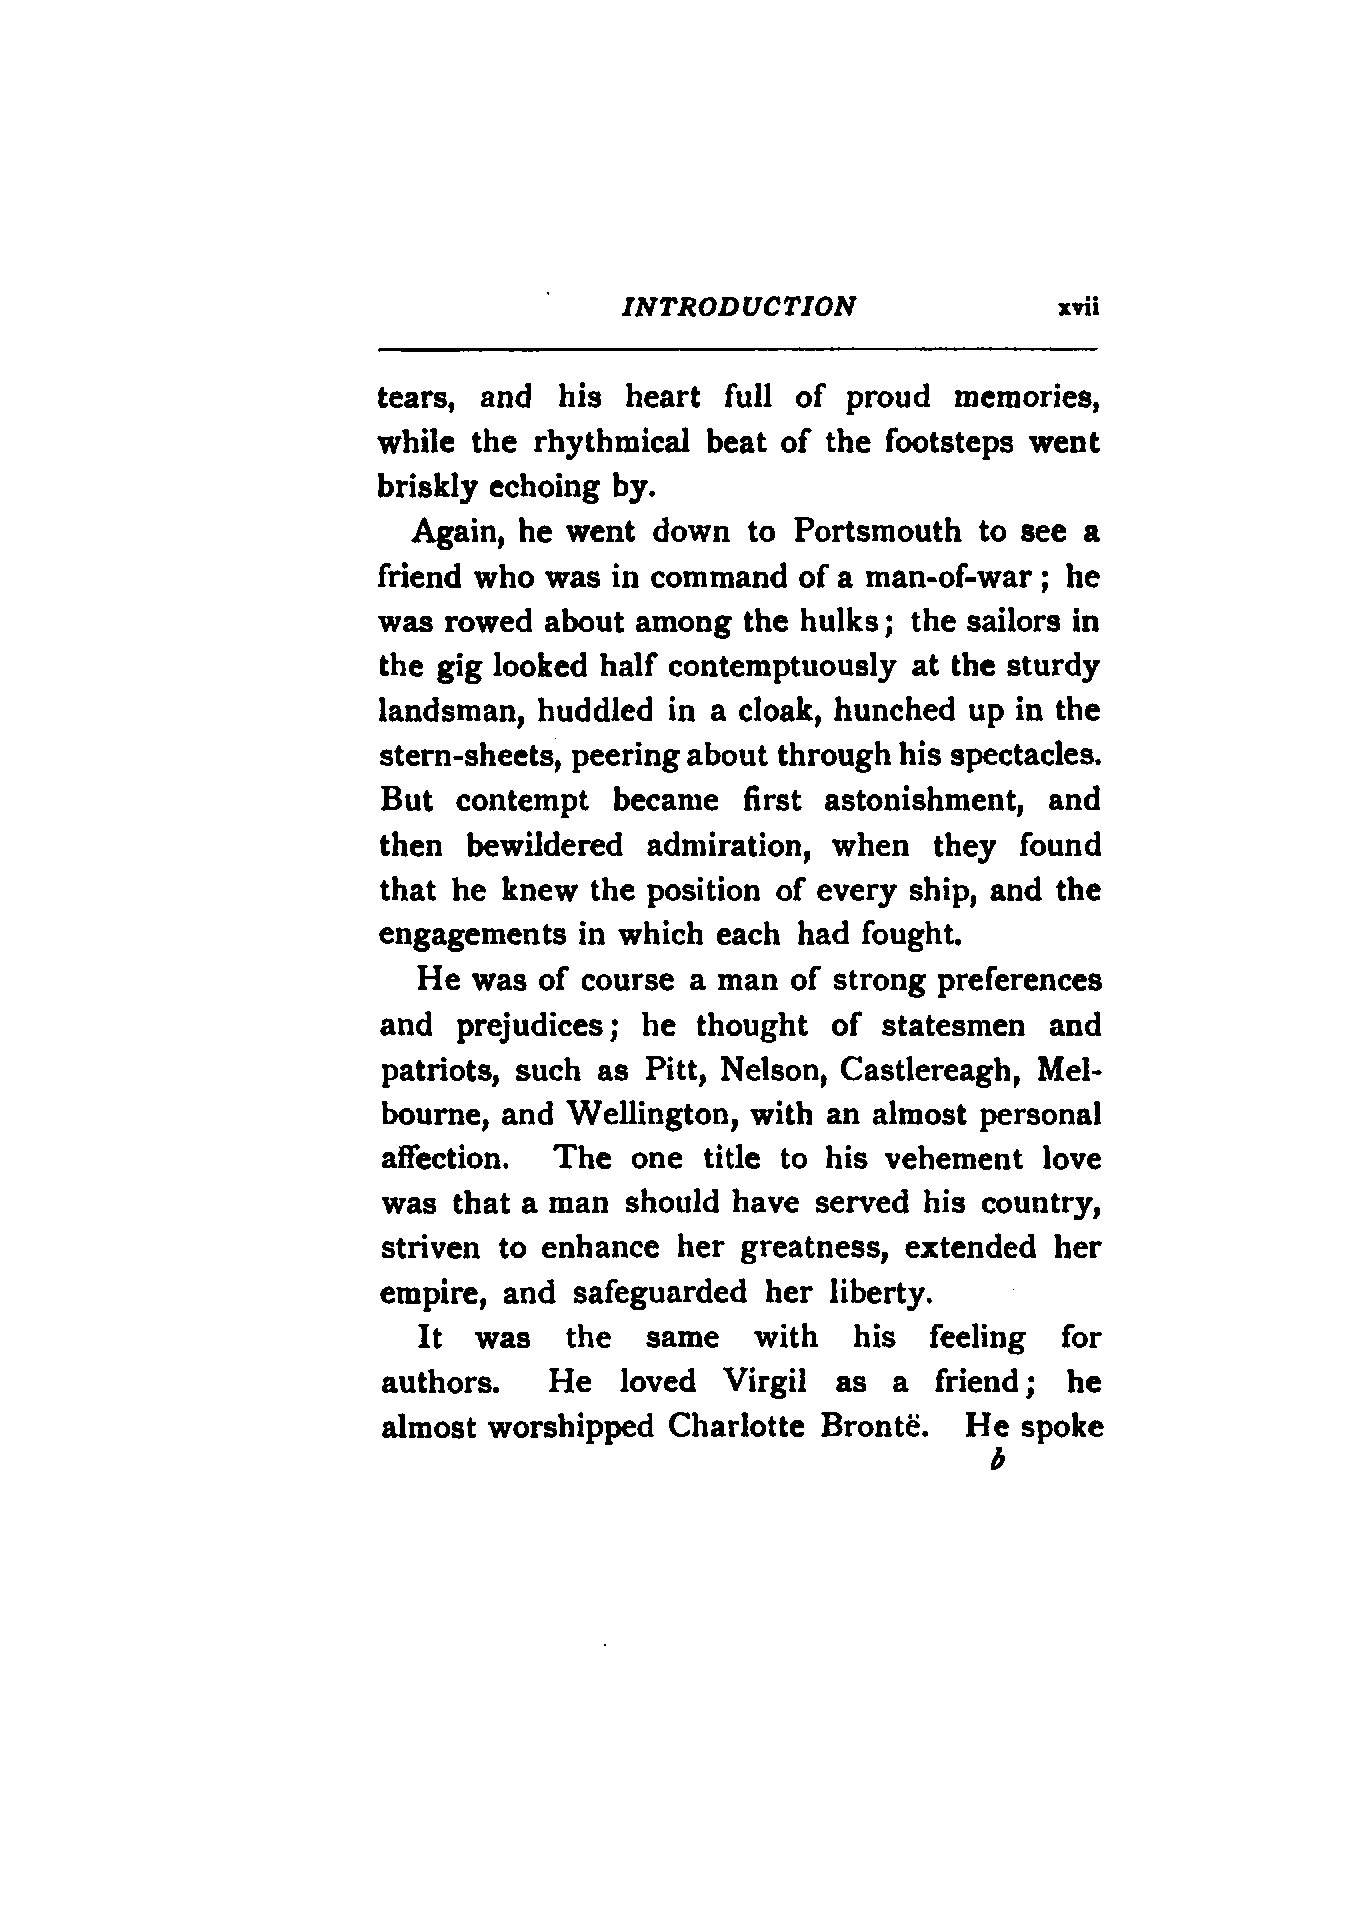 INTRODUCTION xvii
tears, and his heart full of proud memories,
while the rhythmical beat of the footsteps went
briskly echoing by.
Again, he went down to Portsmouth to see a
friend who was in command of a man-of-war; he
was rowed about among the hulks; the sailors in
the gig looked half contemptuously at the sturdy
landsman, huddled in a cloak, hunched up in the
stern-sheets, peering about through his spectacles.
But contempt became first astonishment, and
then bewildered admiration, when they found
that he knew the position of every ship, and the
engagements in which each had fought.
He was of course a man of strong preferences
and prejudices; he thought of statesmen and
patriots, such as Pitt, Nelson, Castlereagh, Mel-
bourne, and Wellington, with an almost personal
affection. The one title to his vehement love
was that a man should have served his country,
striven to enhance her greatness, extended her
empire, and safeguarded her liberty.
It was the same with his feeling for
authors. He loved Virgil as a friend; he
almost worshipped Charlotte Brontë. He spoke
b